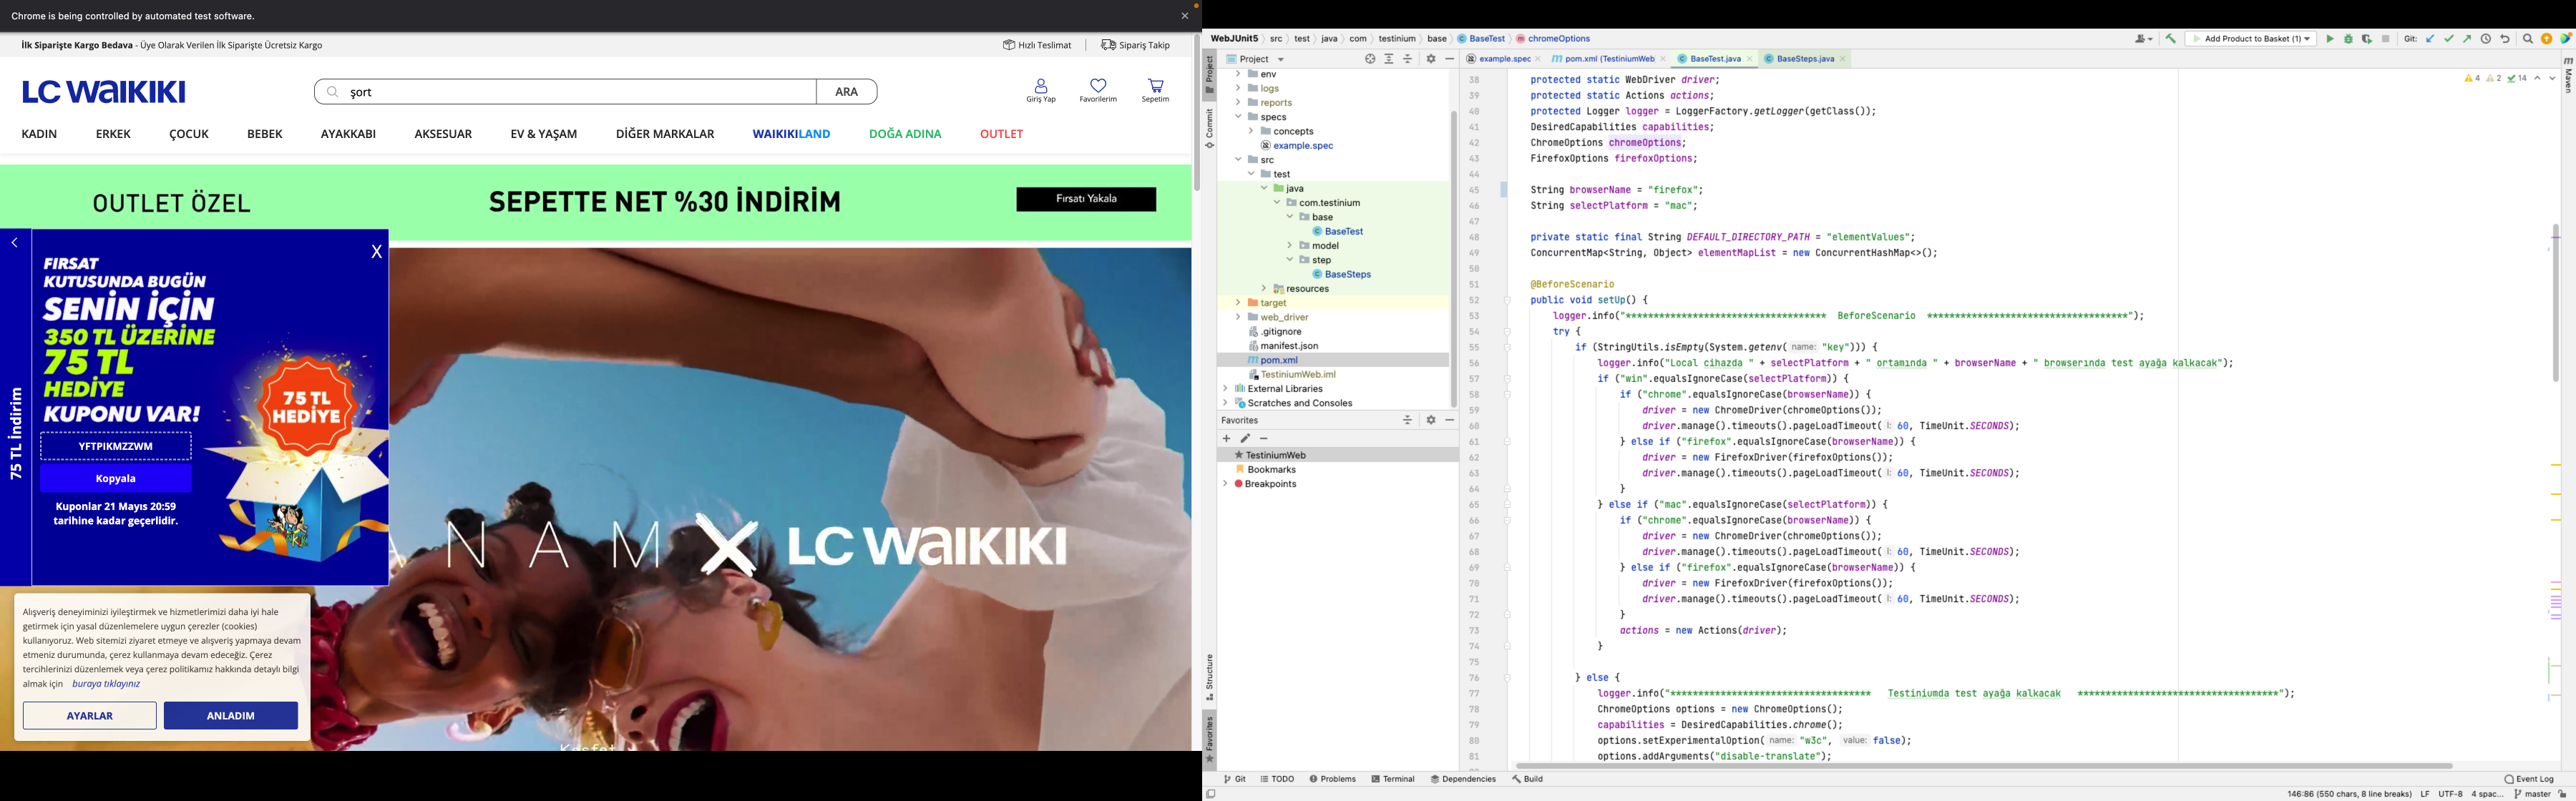 Chrome is being controlled by automated test software.
İlk Siparişte Kargo Bedava - Üye Olarak Verilen İlk Siparişte Ücretsiz Kargo
Hızlı Teslimat
Sipariş Takip
LC WAIKIKI
şort
ARA
Giriş Yap
Favorilerim
Sepetim
KADIN ERKEK ÇOCUK BEBEK AYAKKABI AKSESUAR EV & YAŞAM DİĞER MARKALAR WAIKIKILAND DOĞA ADINA OUTLET
OUTLET ÖZEL
SEPETTE NET %30 İNDİRİM
Fırsatı Yakala
X
FIRSAT
KUTUSUNDA BUGÜN
SENİN İÇİN
350 TL ÜZERİNE
75 TL
HEDİYE
KUPONU VAR!
75 TL
HEDİYE
YFTPIKMZZWM
Kopyala
Kuponlar 21 Mayıs 20:59
tarihine kadar geçerlidir.
75 TL İndirim
NAM X LC WAIKIKI
Alışveriş deneyiminizi iyileştirmek ve hizmetlerimizi daha iyi hale
getirmek için yasal düzenlemelere uygun çerezler (cookies)
kullanıyoruz. Web sitemizi ziyaret etmeye ve alışveriş yapmaya devam
etmeniz durumunda, çerez kullanmaya devam edeceğiz. Çerez
tercihlerinizi düzenlemek veya çerez politikamız hakkında detaylı bilgi
almak için buraya tıklayınız
AYARLAR
ANLADIM
WebJUnit5 src test java com testinium base BaseTest chromeOptions
Add Product to Basket (1)
Git:
Project
example.spec
pom.xml (TestiniumWeb
BaseTest.java
BaseSteps.java
Project
Commit
Structure
Favorites
Maven
env
logs
reports
specs
concepts
example.spec
src
test
java
com.testinium
base
BaseTest
model
step
BaseSteps
resources
target
web_driver
.gitignore
manifest.json
pom.xml
TestiniumWeb.iml
External Libraries
Scratches and Consoles
Favorites
TestiniumWeb
Bookmarks
Breakpoints
4 2 14
38 protected static WebDriver driver;
39 protected static Actions actions;
40 protected Logger logger = LoggerFactory.getLogger(getClass());
41 DesiredCapabilities capabilities;
42 ChromeOptions chromeOptions;
43 FirefoxOptions firefoxOptions;
44
45 String browserName = "firefox";
46 String selectPlatform = "mac";
47
48 private static final String DEFAULT_DIRECTORY_PATH = "elementValues";
49 ConcurrentMap<String, Object> elementMapList = new ConcurrentHashMap<>();
50
51 @BeforeScenario
52 public void setUp() {
53 logger.info("************************************ BeforeScenario ************************************");
54 try {
55 if (StringUtils.isEmpty(System.getenv( name: "key"))) {
56 logger.info("Local cihazda " + selectPlatform + " ortamında " + browserName + " browserında test ayağa kalkacak");
57 if ("win".equalsIgnoreCase(selectPlatform)) {
58 if ("chrome".equalsIgnoreCase(browserName)) {
59 driver = new ChromeDriver(chromeOptions());
60 driver.manage().timeouts().pageLoadTimeout( l: 60, TimeUnit.SECONDS);
61 } else if ("firefox".equalsIgnoreCase(browserName)) {
62 driver = new FirefoxDriver(firefoxOptions());
63 driver.manage().timeouts().pageLoadTimeout( l: 60, TimeUnit.SECONDS);
64 }
65 } else if ("mac".equalsIgnoreCase(selectPlatform)) {
66 if ("chrome".equalsIgnoreCase(browserName)) {
67 driver = new ChromeDriver(chromeOptions());
68 driver.manage().timeouts().pageLoadTimeout( l: 60, TimeUnit.SECONDS);
69 } else if ("firefox".equalsIgnoreCase(browserName)) {
70 driver = new FirefoxDriver(firefoxOptions());
71 driver.manage().timeouts().pageLoadTimeout( l: 60, TimeUnit.SECONDS);
72 }
73 actions = new Actions(driver);
74 }
75
76 } else {
77 logger.info("************************************ Testiniumda test ayağa kalkacak ************************************");
78 ChromeOptions options = new ChromeOptions();
79 capabilities = DesiredCapabilities.chrome();
80 options.setExperimentalOption( name: "w3c", value: false);
81 options.addArguments("disable-translate");
Git TODO Problems Terminal Dependencies Build
Event Log
146:86 (550 chars, 8 line breaks) LF UTF-8 4 spac... master